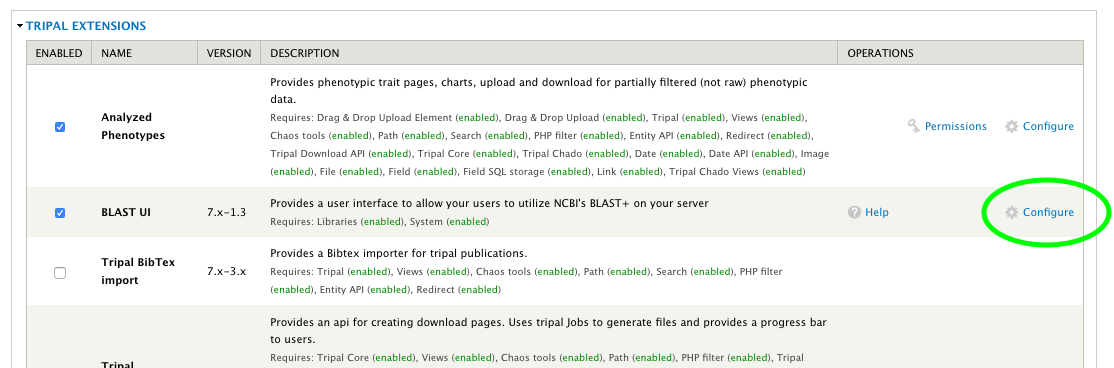 TRIPAL EXTENSIONS
ENABLED NAME VERSION DESCRIPTION OPERATIONS
Provides phenotypic trait pages, charts, upload and download for partially filtered (not raw) phenotypic
data.
Analyzed
Phenotypes
Requires: Drag & Drop Upload Element (enabled), Drag & Drop Upload (enabled), Tripal (enabled), Views (enabled),
Chaos tools (enabled), Path (enabled), Search (enabled), PHP filter (enabled), Entity API (enabled), Redirect (enabled),
Tripal Download API (enabled), Tripal Core (enabled), Tripal Chado (enabled), Date (enabled), Date API (enabled), Image
(enabled), File (enabled), Field (enabled), Field SQL storage (enabled), Link (enabled), Tripal Chado Views (enabled)
Permissions Configure
BLAST UI 7.x-1.3
Provides a user interface to allow your users to utilize NCBI's BLAST+ on your server
Requires: Libraries (enabled), System (enabled)
Help Configure
Tripal BibTex
import
7.x-3.x
Provides a Bibtex importer for tripal publications.
Requires: Tripal (enabled), Views (enabled), Chaos tools (enabled), Path (enabled), Search (enabled), PHP filter
(enabled), Entity API (enabled), Redirect (enabled)
Provides an api for creating download pages. Uses tripal Jobs to generate files and provides a progress bar
to users.
Requires: Tripal Core (enabled), Views (enabled), Chaos tools (enabled), Path (enabled), PHP filter (enabled), Tripal
Tripal